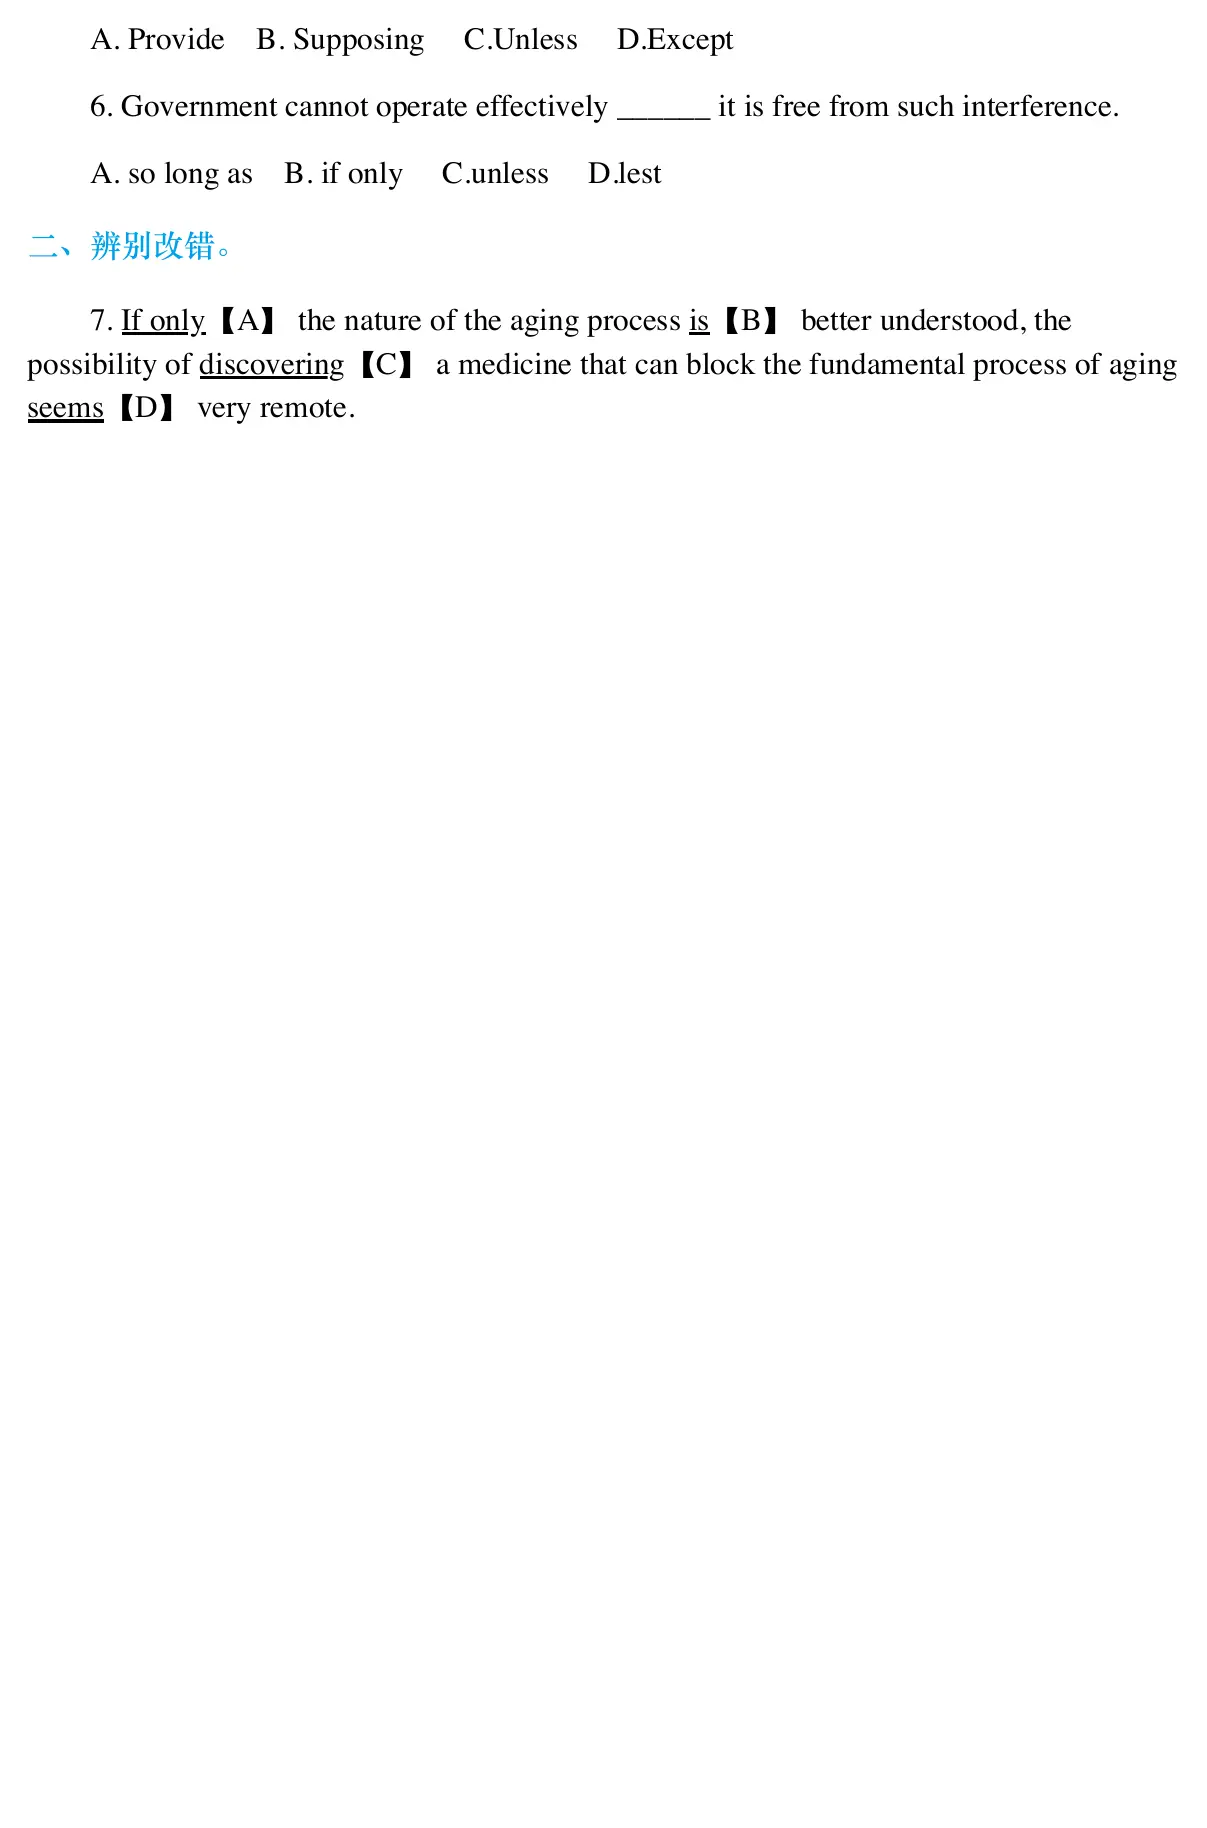 A. Provide B. Supposing C.Unless D.Except
6. Government cannot operate effectively ______ it is free from such interference.
A. so long as B. if only C.unless D.lest
二、辨别改错。
7. If only【A】 the nature of the aging process is【B】 better understood, the
possibility of discovering【C】 a medicine that can block the fundamental process of aging
seems【D】 very remote.